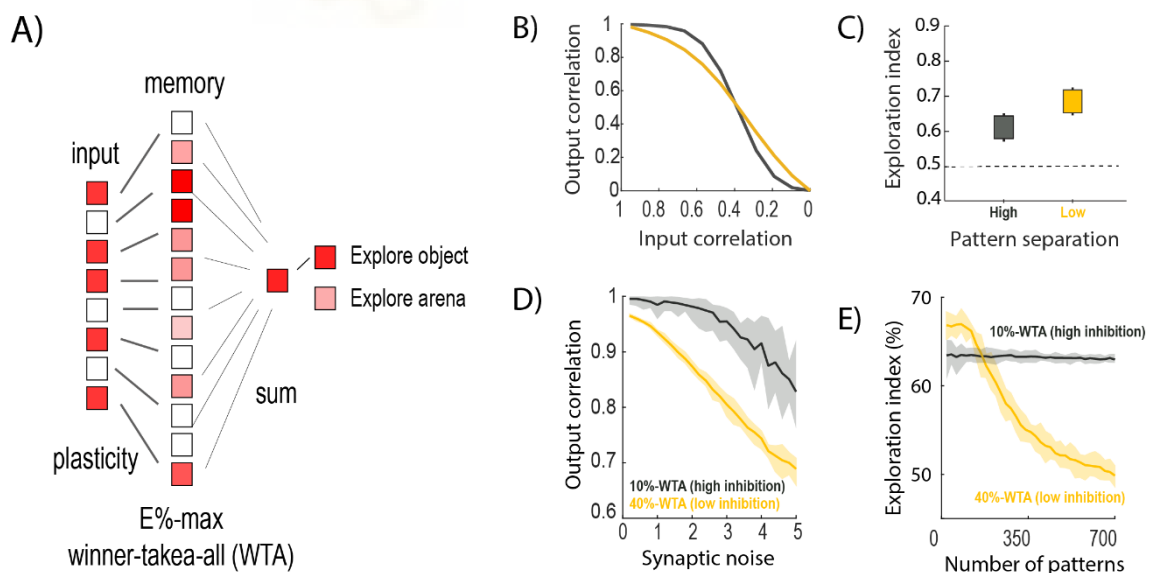 A)
memory
input
plasticity
sum
Explore object
Explore arena
E%-max
winner-takea-all (WTA)
B)
Output correlation
1
0.8
0.6
0.4
0.2
0
1 0.8 0.6 0.4 0.2 0
Input correlation
C)
Exploration index
0.9
0.8
0.7
0.6
0.5
0.4
High Low
Pattern separation
D)
Output correlation
1
0.9
0.8
0.7
0.6
10%-WTA (high inhibition)
40%-WTA (low inhibition)
0 1 2 3 4 5
Synaptic noise
E)
Exploration index (%)
70
60
50
10%-WTA (high inhibition)
40%-WTA (low inhibition)
0 350 700
Number of patterns